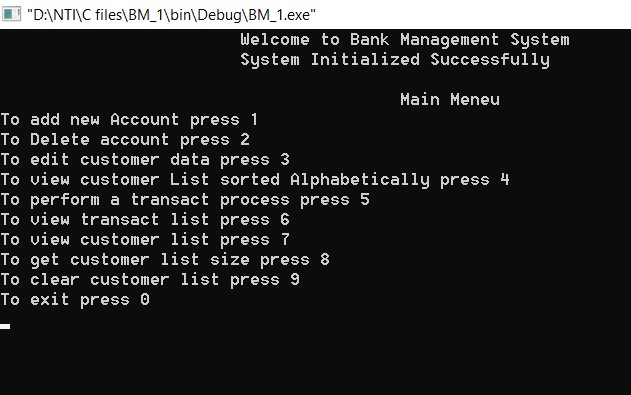 "D:\NTI\C files\BM_1\bin\Debug\BM_1.exe"
Welcome to Bank Management System
System Initialized Successfully
Main Meneu
To add new Account press 1
To Delete account press 2
To edit customer data press 3
To view customer List sorted Alphabetically press 4
To perform a transact process press 5
To view transact list press 6
To view customer list press 7
To get customer list size press 8
To clear customer list press 9
To exit press 0